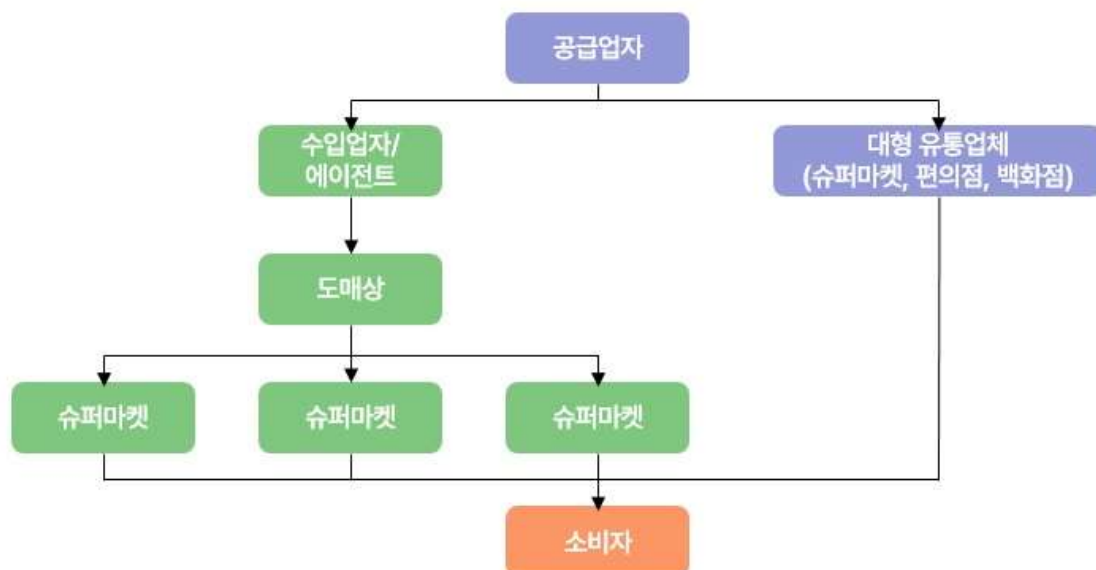 공급업자
수입업자/
에이전트
대형 유통업체
(슈퍼마켓, 편의점, 백화점)
도매상
슈퍼마켓
슈퍼마켓
슈퍼마켓
소비자